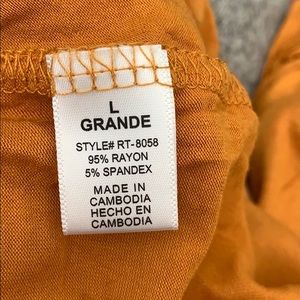 L
GRANDE
STYLE# RT-8058
95% RAYON
5% SPANDEX
MADE IN
CAMBODIA
HECHO EN
CAMBODIA